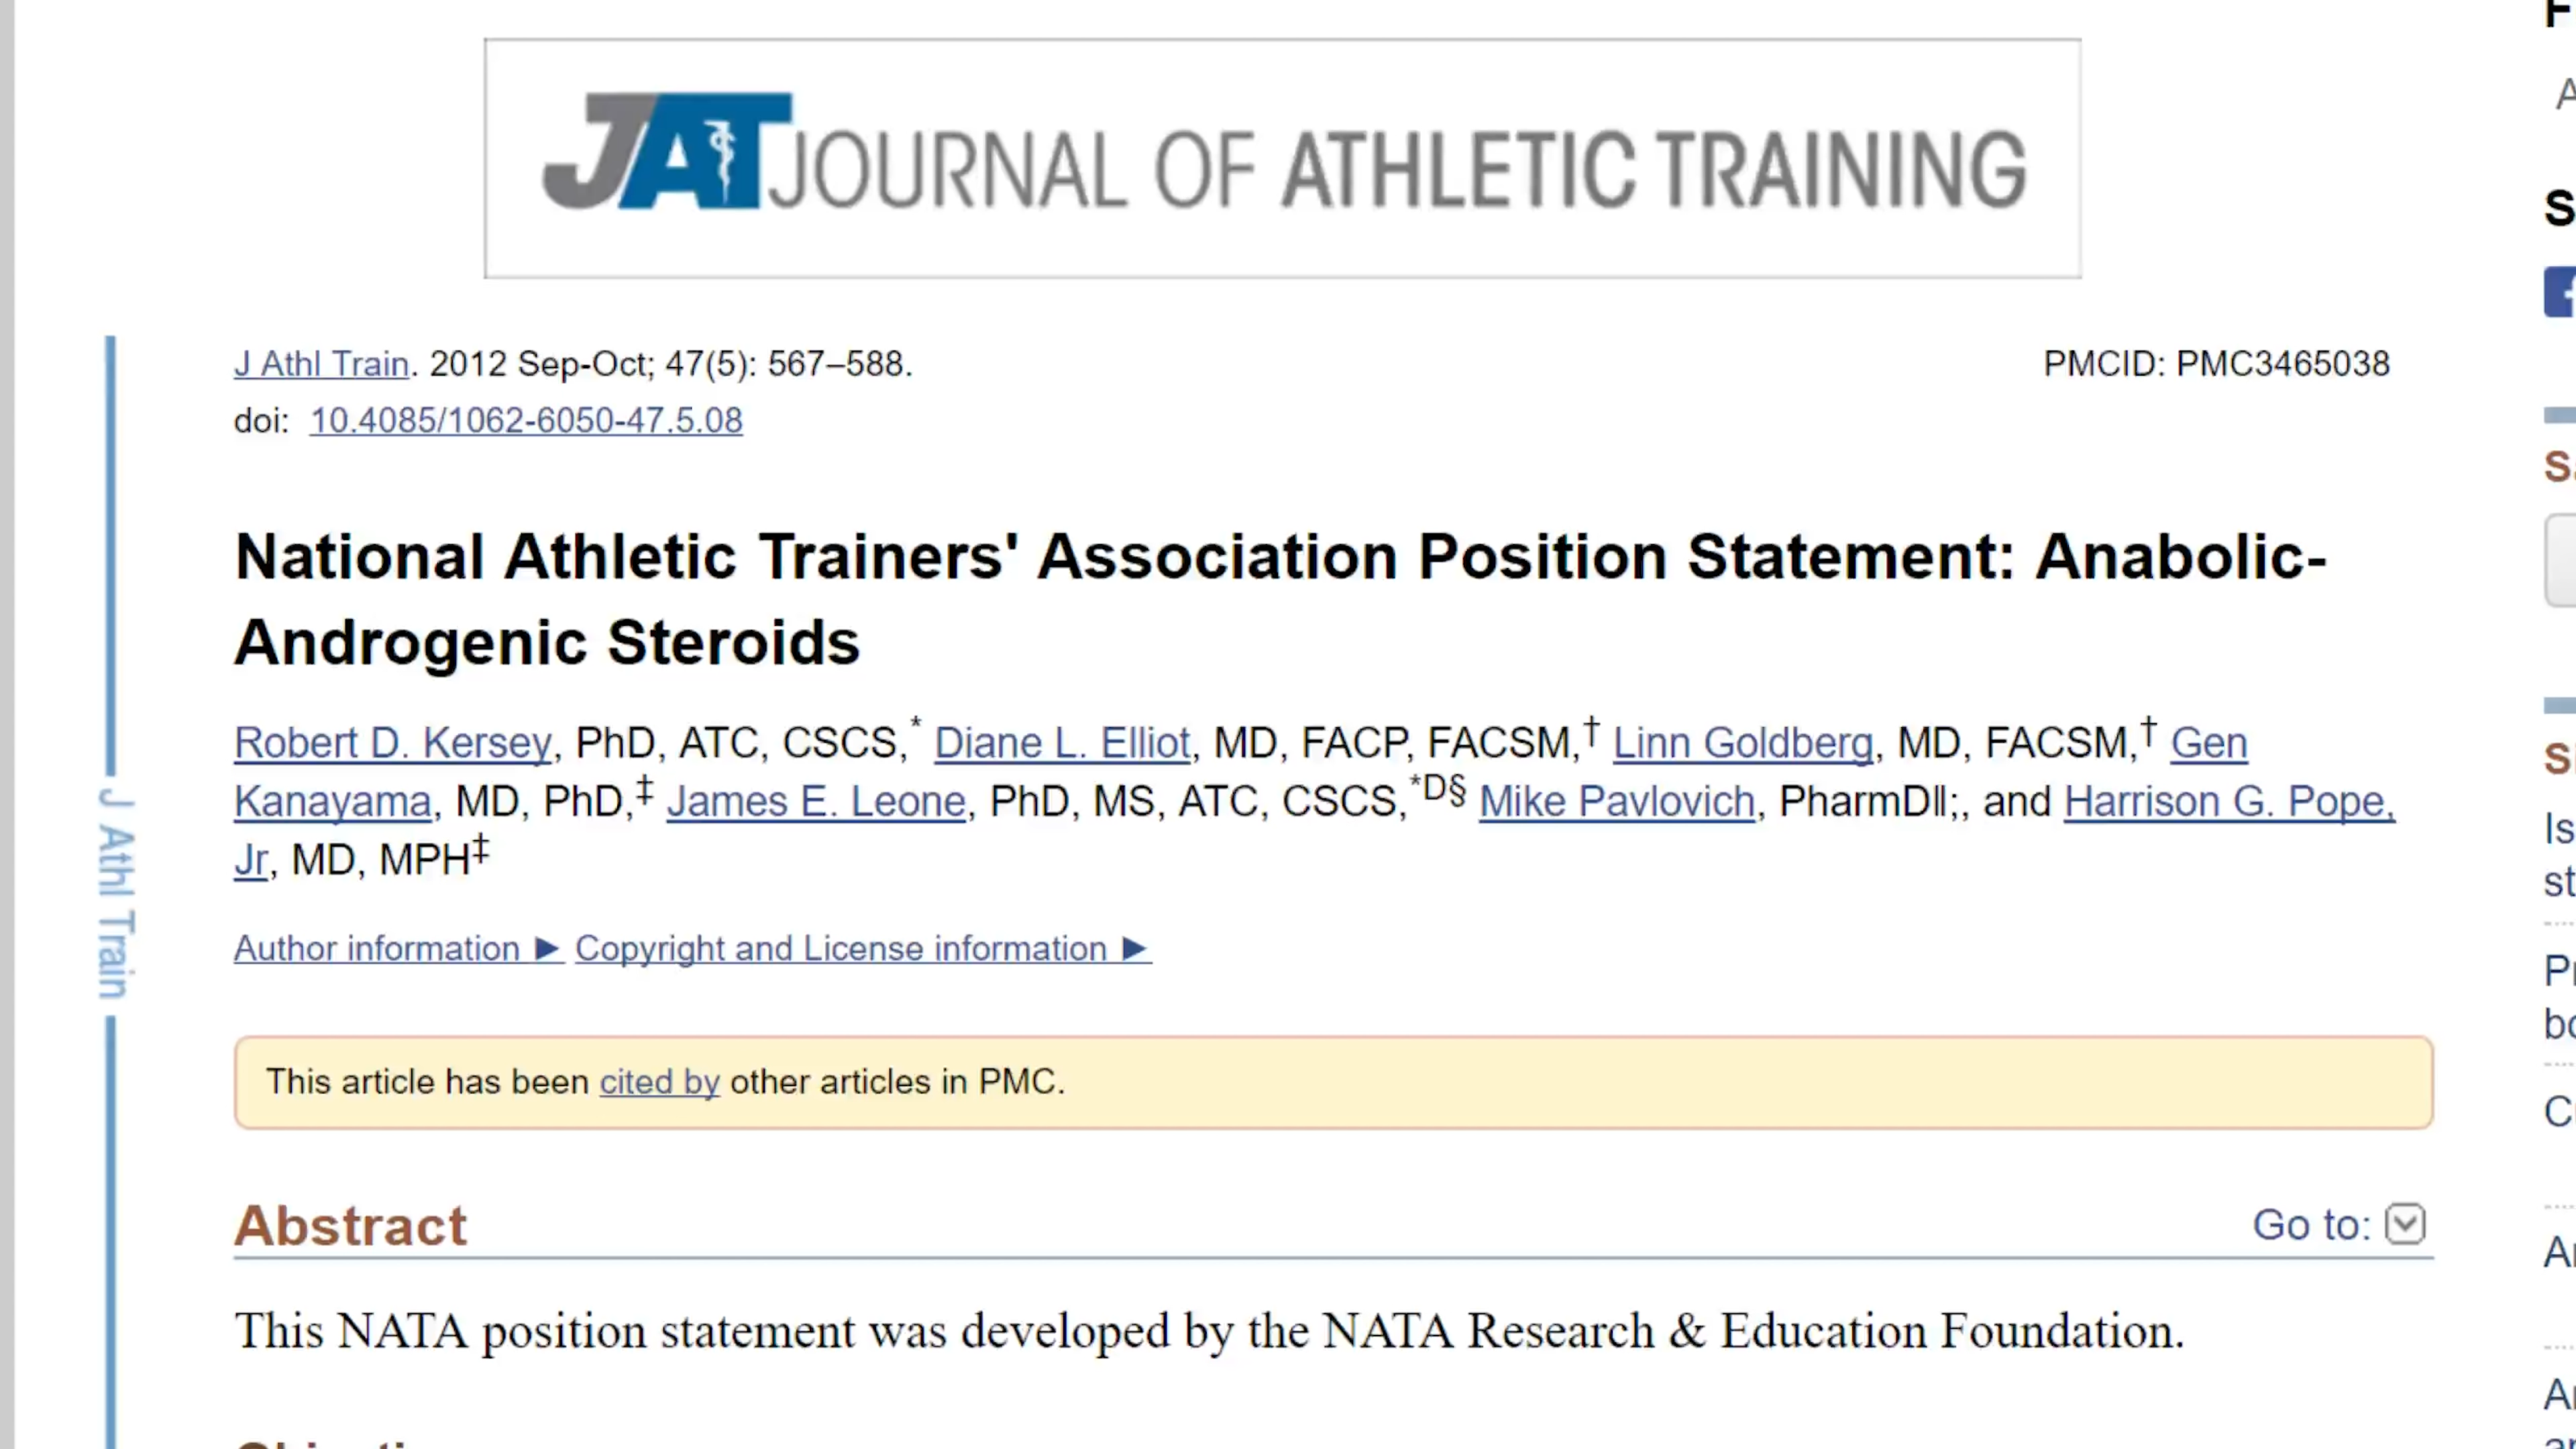 JAT JOURNAL OF ATHLETIC TRAINING
J Athl Train. 2012 Sep-Oct; 47(5): 567–588.
PMCID: PMC3465038
doi: 10.4085/1062-6050-47.5.08
National Athletic Trainers' Association Position Statement: Anabolic-
Androgenic Steroids
Robert D. Kersey, PhD, ATC, CSCS,* Diane L. Elliot, MD, FACP, FACSM,† Linn Goldberg, MD, FACSM,† Gen
Kanayama, MD, PhD,‡ James E. Leone, PhD, MS, ATC, CSCS,*D§ Mike Pavlovich, PharmD‖;, and Harrison G. Pope,
Jr, MD, MPH‡
Author information ► Copyright and License information ►
This article has been cited by other articles in PMC.
Abstract
Go to:
This NATA position statement was developed by the NATA Research & Education Foundation.
J Athl Train